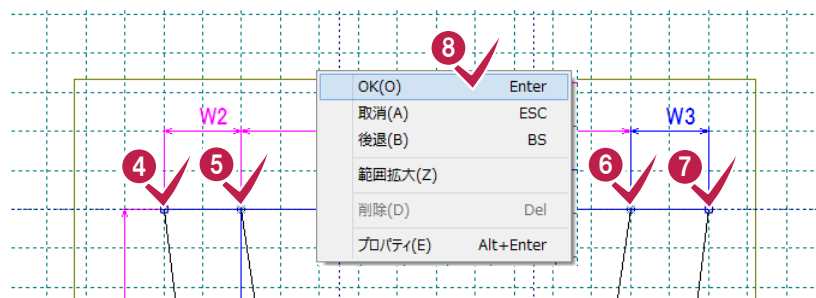 8
OK(O) Enter
取消(A) ESC
W2
W3
後退(B) BS
4
5
範囲拡大(Z)
6
7
削除(D) Del
プロパティ(E) Alt+Enter